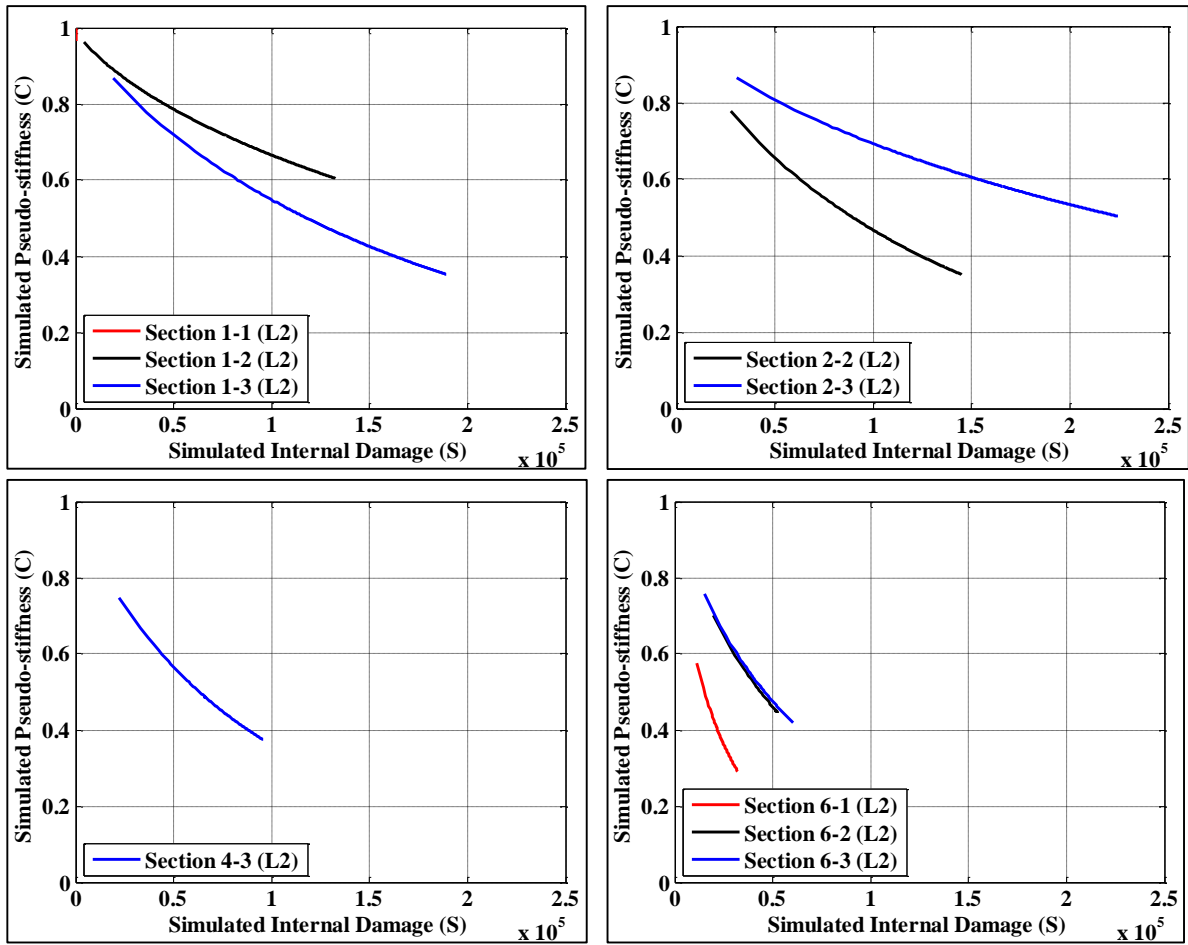 1
0.8
0.6
0.4
0.2
0
0 0.5 1 1.5 2 2.5
x 10^5
Simulated Pseudo-stiffness (C)
Simulated Internal Damage (S)
Section 1-1 (L2)
Section 1-2 (L2)
Section 1-3 (L2)
1
0.8
0.6
0.4
0.2
0
0 0.5 1 1.5 2 2.5
x 10^5
Simulated Pseudo-stiffness (C)
Simulated Internal Damage (S)
Section 2-2 (L2)
Section 2-3 (L2)
1
0.8
0.6
0.4
0.2
0
0 0.5 1 1.5 2 2.5
x 10^5
Simulated Pseudo-stiffness (C)
Simulated Internal Damage (S)
Section 4-3 (L2)
1
0.8
0.6
0.4
0.2
0
0 0.5 1 1.5 2 2.5
x 10^5
Simulated Pseudo-stiffness (C)
Simulated Internal Damage (S)
Section 6-1 (L2)
Section 6-2 (L2)
Section 6-3 (L2)